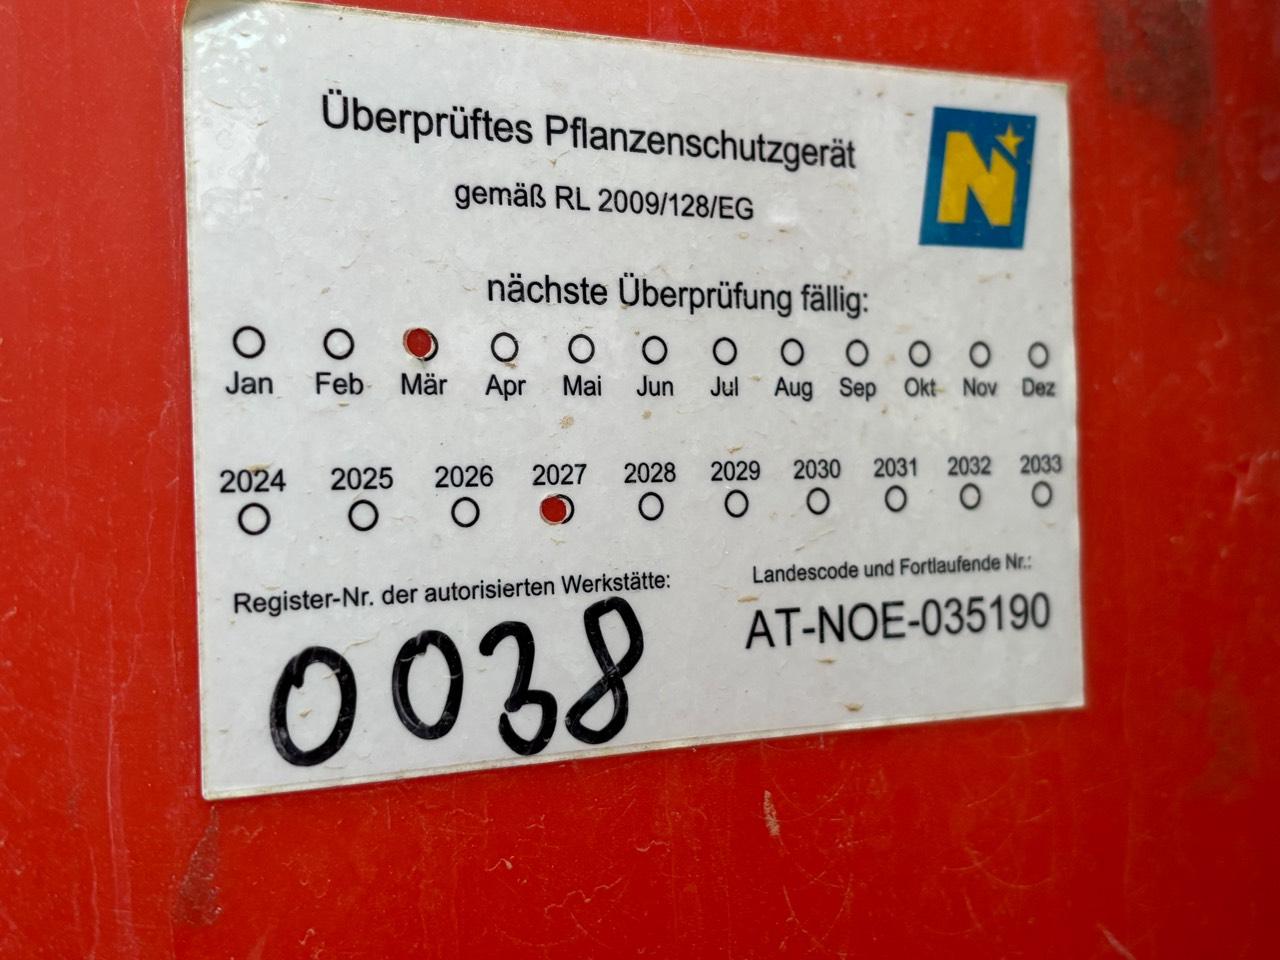 Überprüftes Pflanzenschutzgerät
gemäß RL 2009/128/EG
N
nächste Überprüfung fällig:
Jan Feb Mär Apr Mai Jun Jul Aug Sep Okt Nov Dez
2024 2025 2026 2027 2028 2029 2030 2031 2032 2033
Register-Nr. der autorisierten Werkstätte:
0038
Landescode und Fortlaufende Nr.:
AT-NOE-035190